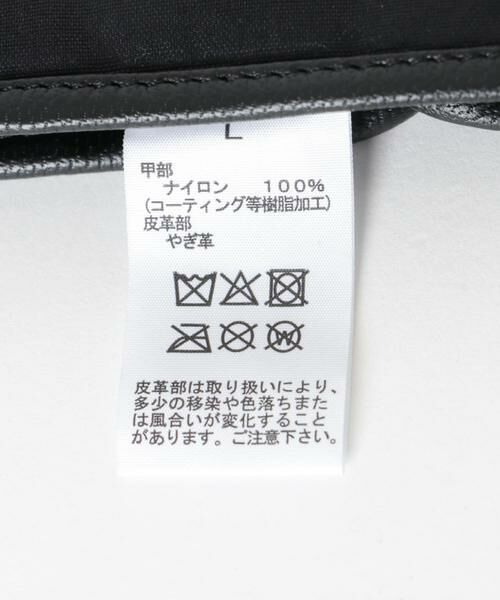 L
甲部
ナイロン 100%
(コーティング等樹脂加工)
皮革部
やぎ革
W
皮革部は取り扱いにより、
多少の移染や色落ちまた
は風合いが変化すること
があります。ご注意下さい。